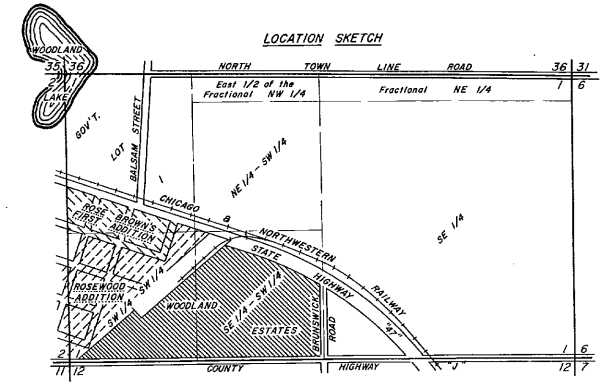 LOCATION SKETCH
WOODLAND
LAKE
35 36
NORTH TOWN LINE ROAD
36 31
1 6
East 1/2 of the
Fractional NW 1/4
Fractional NE 1/4
GOV'T.
LOT
1
BALSAM STREET
NE 1/4 - SW 1/4
SE 1/4
CHICAGO
a
NORTHWESTERN
RAILWAY
STATE
HIGHWAY
"47"
ROSE BROWN'S
FIRST ADDITION
ROSEWOOD
ADDITION
SW 1/4 - SW 1/4
WOODLAND
ESTATES
SE 1/4 - SW 1/4
BRUNSWICK
ROAD
2 1
11 12
COUNTY HIGHWAY "J"
1 6
12 7